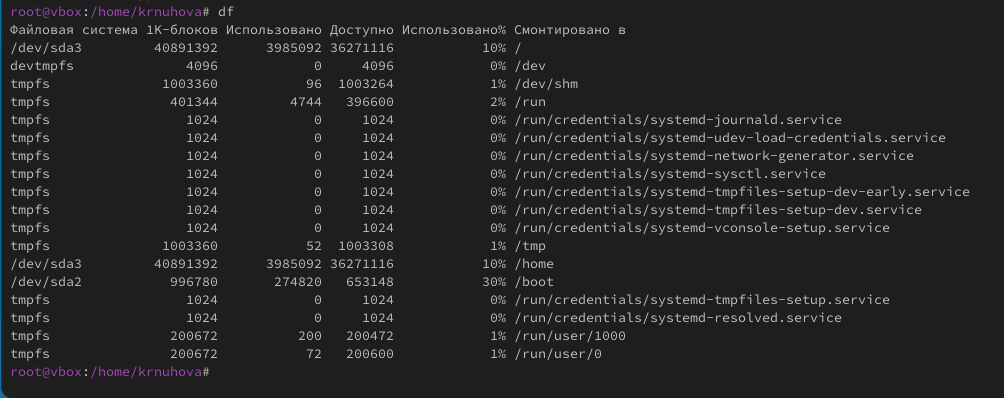 root@vbox:/home/krnuhova# df
Файловая система 1K-блоков Использовано Доступно Использовано% Смонтировано в
/dev/sda3 40891392 3985092 36271116 10% /
devtmpfs 4096 0 4096 0% /dev
tmpfs 1003360 96 1003264 1% /dev/shm
tmpfs 401344 4744 396600 2% /run
tmpfs 1024 0 1024 0% /run/credentials/systemd-journald.service
tmpfs 1024 0 1024 0% /run/credentials/systemd-udev-load-credentials.service
tmpfs 1024 0 1024 0% /run/credentials/systemd-network-generator.service
tmpfs 1024 0 1024 0% /run/credentials/systemd-sysctl.service
tmpfs 1024 0 1024 0% /run/credentials/systemd-tmpfiles-setup-dev-early.service
tmpfs 1024 0 1024 0% /run/credentials/systemd-tmpfiles-setup-dev.service
tmpfs 1024 0 1024 0% /run/credentials/systemd-vconsole-setup.service
tmpfs 1003360 52 1003308 1% /tmp
/dev/sda3 40891392 3985092 36271116 10% /home
/dev/sda2 996780 274820 653148 30% /boot
tmpfs 1024 0 1024 0% /run/credentials/systemd-tmpfiles-setup.service
tmpfs 1024 0 1024 0% /run/credentials/systemd-resolved.service
tmpfs 200672 200 200472 1% /run/user/1000
tmpfs 200672 72 200600 1% /run/user/0
root@vbox:/home/krnuhova#